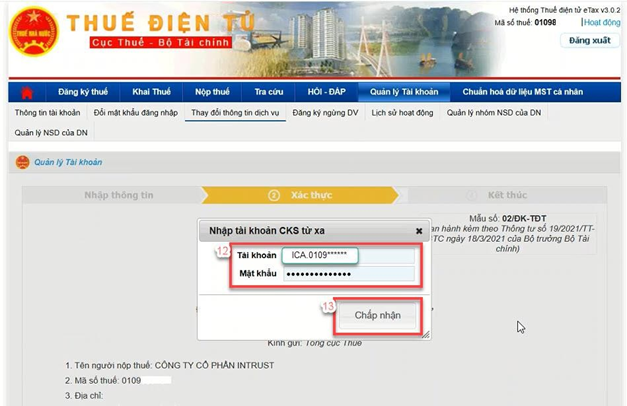 Hệ thống Thuế điện tử eTax v3.0.2
THUẾ ĐIỆN TỬ
Mã số thuế: 01098
Hoạt động
Cục Thuế - Bộ Tài chính
Đăng xuất
Đăng ký thuế Khai Thuế Nộp thuế Tra cứu HỎI - ĐÁP Quản lý Tài khoản Chuẩn hoá dữ liệu MST cá nhân
Thông tin tài khoản Đổi mật khẩu đăng nhập Thay đổi thông tin dịch vụ Đăng ký ngừng DV Lịch sử hoạt động Quản lý nhóm NSD của DN
Quản lý NSD của DN
Quản lý Tài khoản
Nhập thông tin 2 Xác thực 3 Kết thúc
Mẫu số: 02/ĐK-TĐT
an hành kèm theo Thông tư số 19/2021/TT-
TC ngày 18/3/2021 của Bộ trưởng Bộ Tài
chính)
Nhập tài khoản CKS từ xa
12
Tài khoản ICA.0109******
Mật khẩu ••••••••••••••
13
Chấp nhận
Kính gửi: Tổng cục Thuế
1. Tên người nộp thuế: CÔNG TY CỔ PHẦN INTRUST
2. Mã số thuế: 0109
3. Địa chỉ: